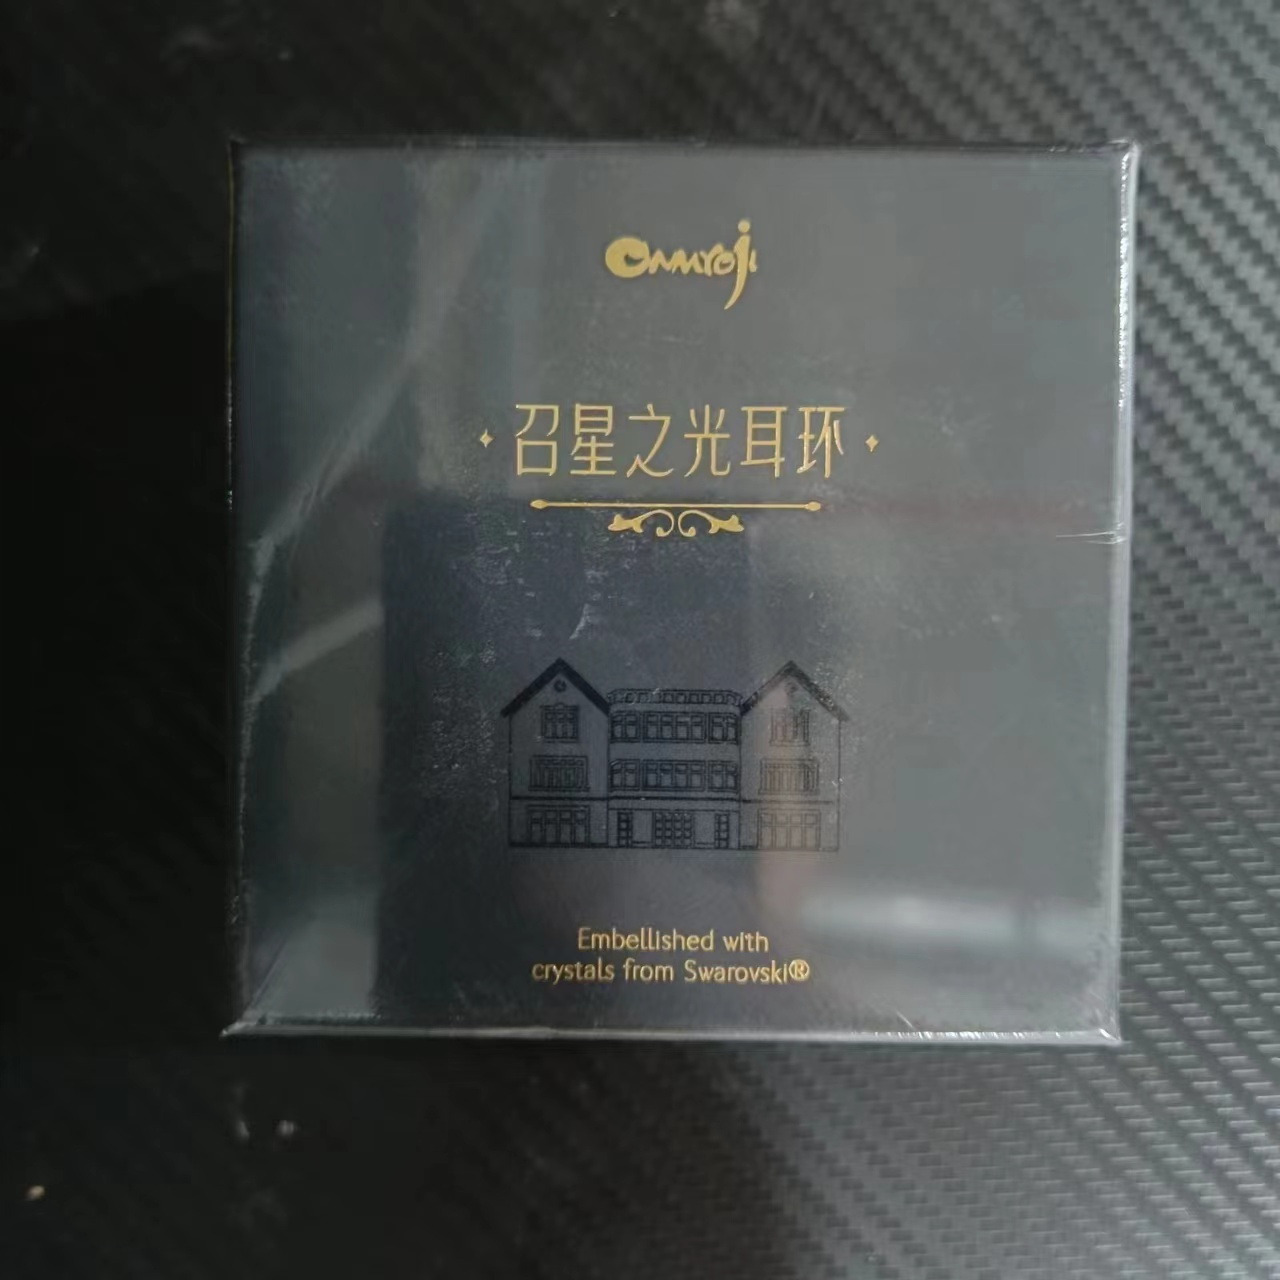 Onmyoji
召星之光耳环
Embellished with
crystals from Swarovski®